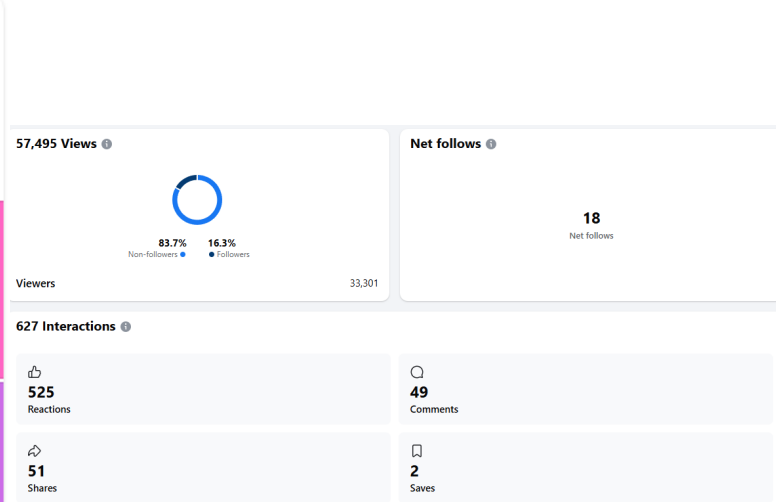 57,495 Views
83.7% 16.3%
Non-followers Followers
Viewers 33,301
Net follows
18
Net follows
627 Interactions
525
Reactions
49
Comments
51
Shares
2
Saves